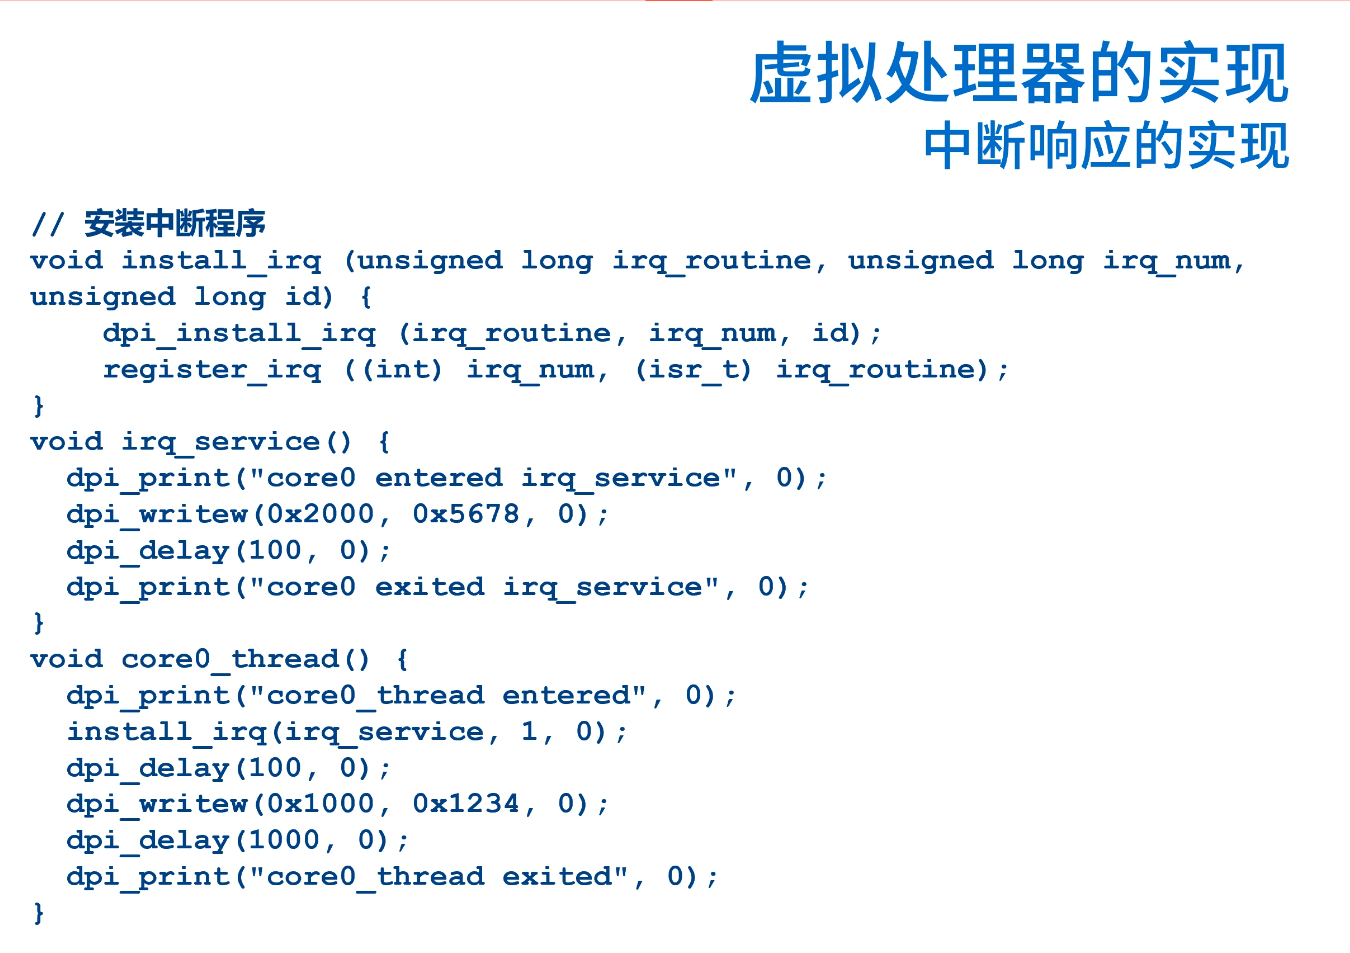 虚拟处理器的实现
中断响应的实现
// 安装中断程序
void install_irq (unsigned long irq_routine, unsigned long irq_num,
unsigned long id) {
    dpi_install_irq (irq_routine, irq_num, id);
    register_irq ((int) irq_num, (isr_t) irq_routine);
}
void irq_service() {
  dpi_print("core0 entered irq_service", 0);
  dpi_writew(0x2000, 0x5678, 0);
  dpi_delay(100, 0);
  dpi_print("core0 exited irq_service", 0);
}
void core0_thread() {
  dpi_print("core0_thread entered", 0);
  install_irq(irq_service, 1, 0);
  dpi_delay(100, 0);
  dpi_writew(0x1000, 0x1234, 0);
  dpi_delay(1000, 0);
  dpi_print("core0_thread exited", 0);
}